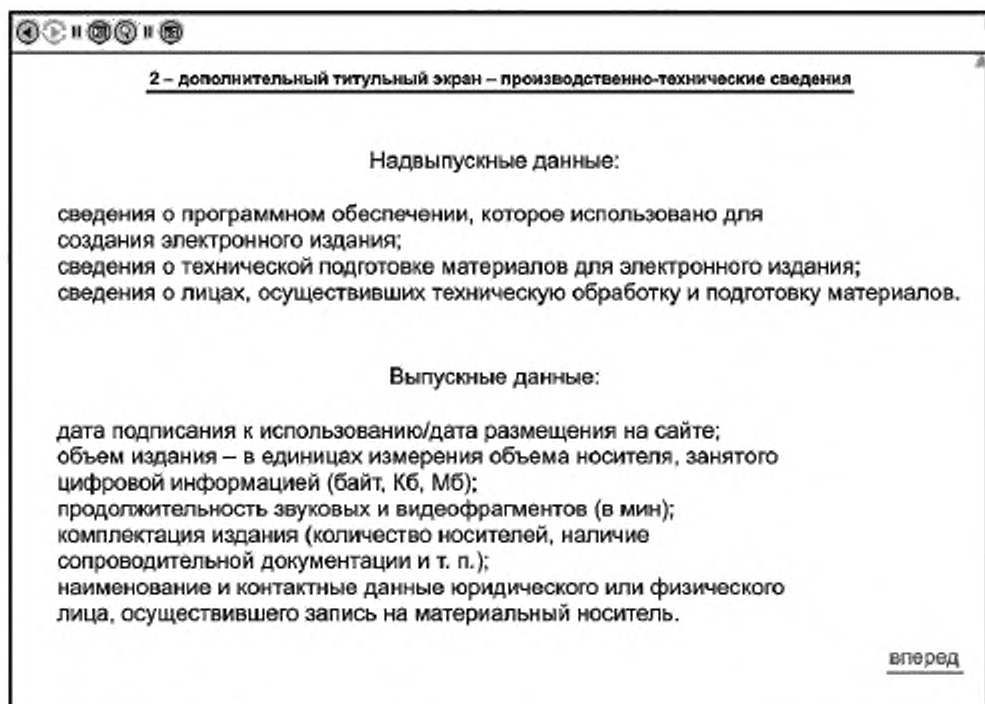 2 – дополнительный титульный экран – производственно-технические сведения
Надвыпускные данные:
сведения о программном обеспечении, которое использовано для
создания электронного издания;
сведения о технической подготовке материалов для электронного издания;
сведения о лицах, осуществивших техническую обработку и подготовку материалов.
Выпускные данные:
дата подписания к использованию/дата размещения на сайте;
объем издания – в единицах измерения объема носителя, занятого
цифровой информацией (байт, Кб, Мб);
продолжительность звуковых и видеофрагментов (в мин);
комплектация издания (количество носителей, наличие
сопроводительной документации и т. п.);
наименование и контактные данные юридического или физического
лица, осуществившего запись на материальный носитель.
вперед